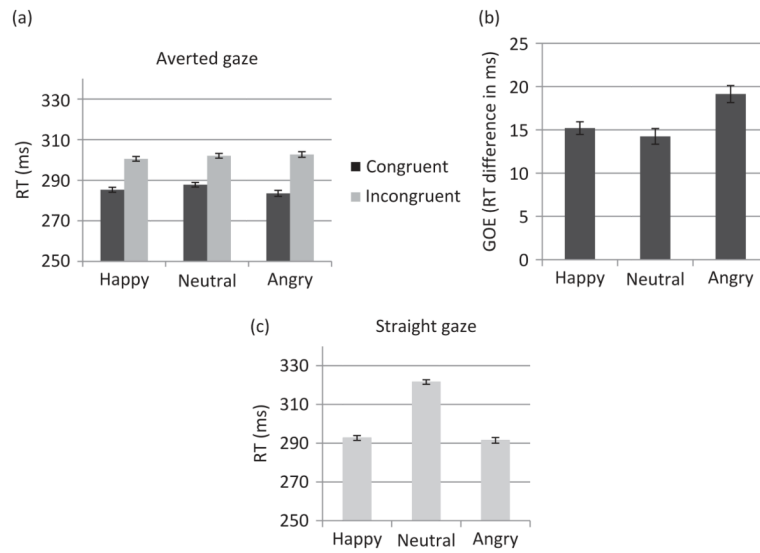 (a)
Averted gaze
RT (ms)
330
310
290
270
250
Happy
Neutral
Angry
Congruent
Incongruent
(b)
GOE (RT difference in ms)
25
20
15
10
5
0
Happy
Neutral
Angry
(c)
Straight gaze
RT (ms)
330
310
290
270
250
Happy
Neutral
Angry